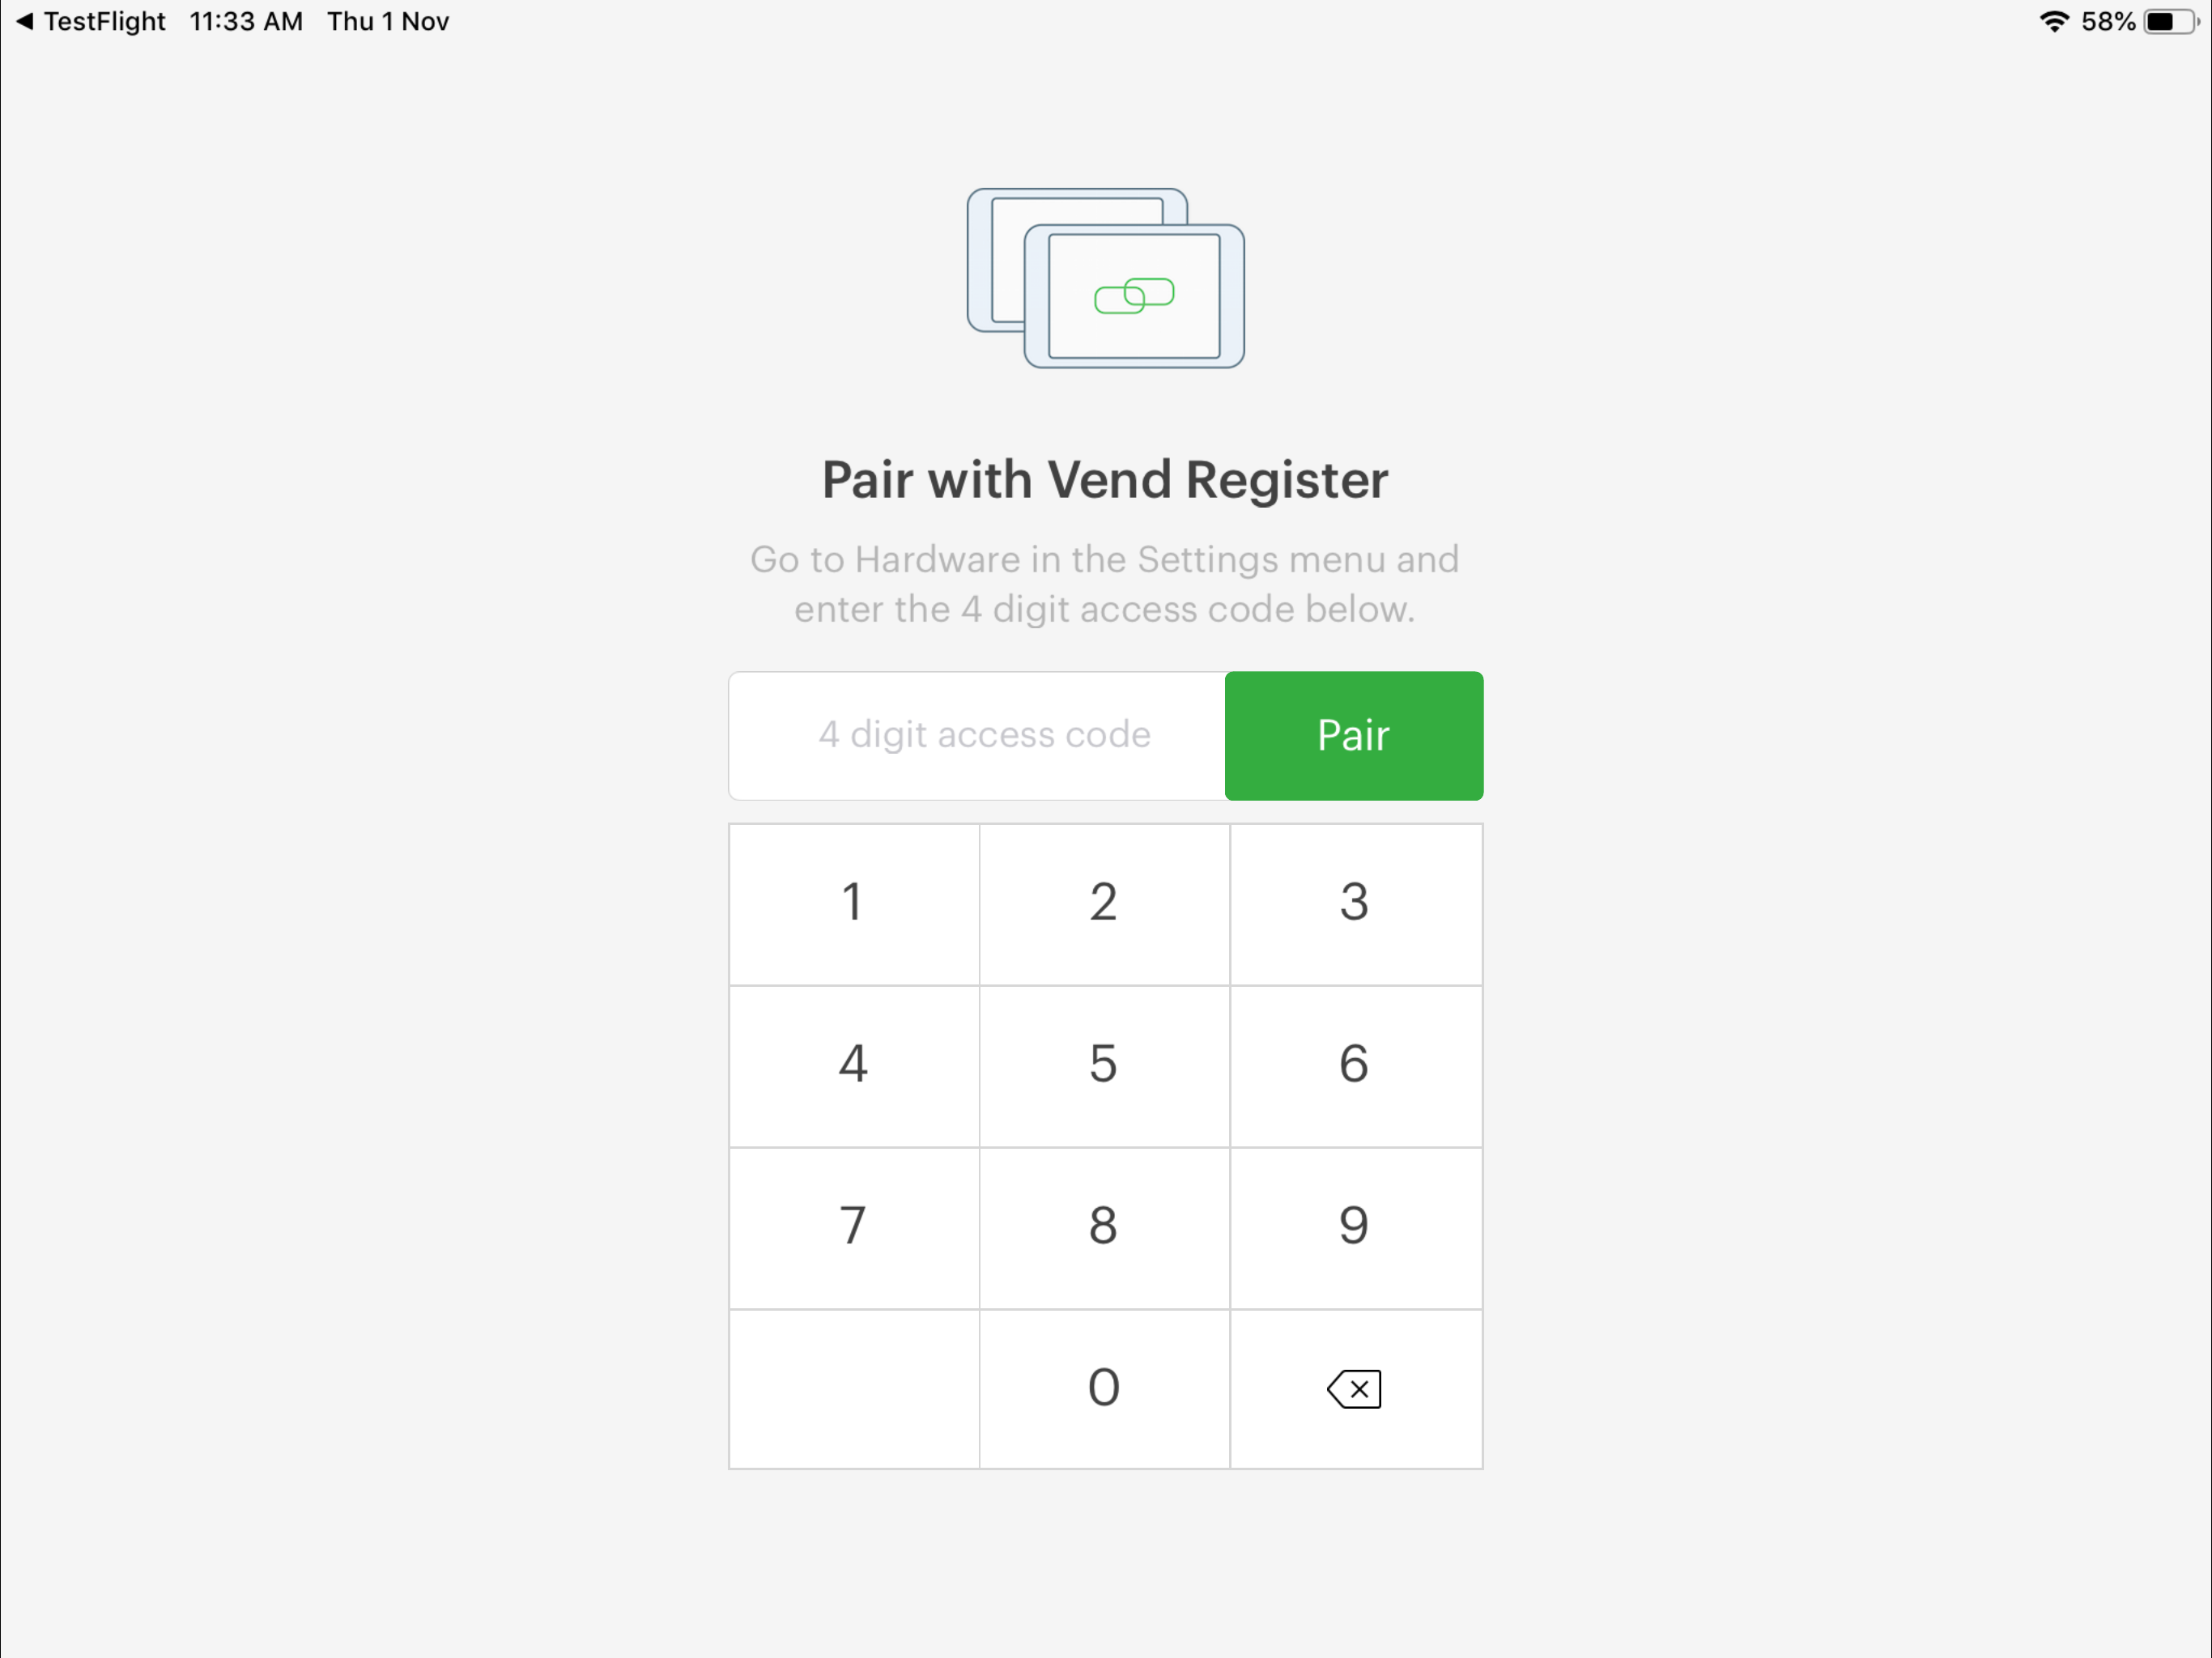 TestFlight 11:33 AM Thu 1 Nov 58%
Pair with Vend Register
Go to Hardware in the Settings menu and
enter the 4 digit access code below.
4 digit access code Pair
1 2 3
4 5 6
7 8 9
0